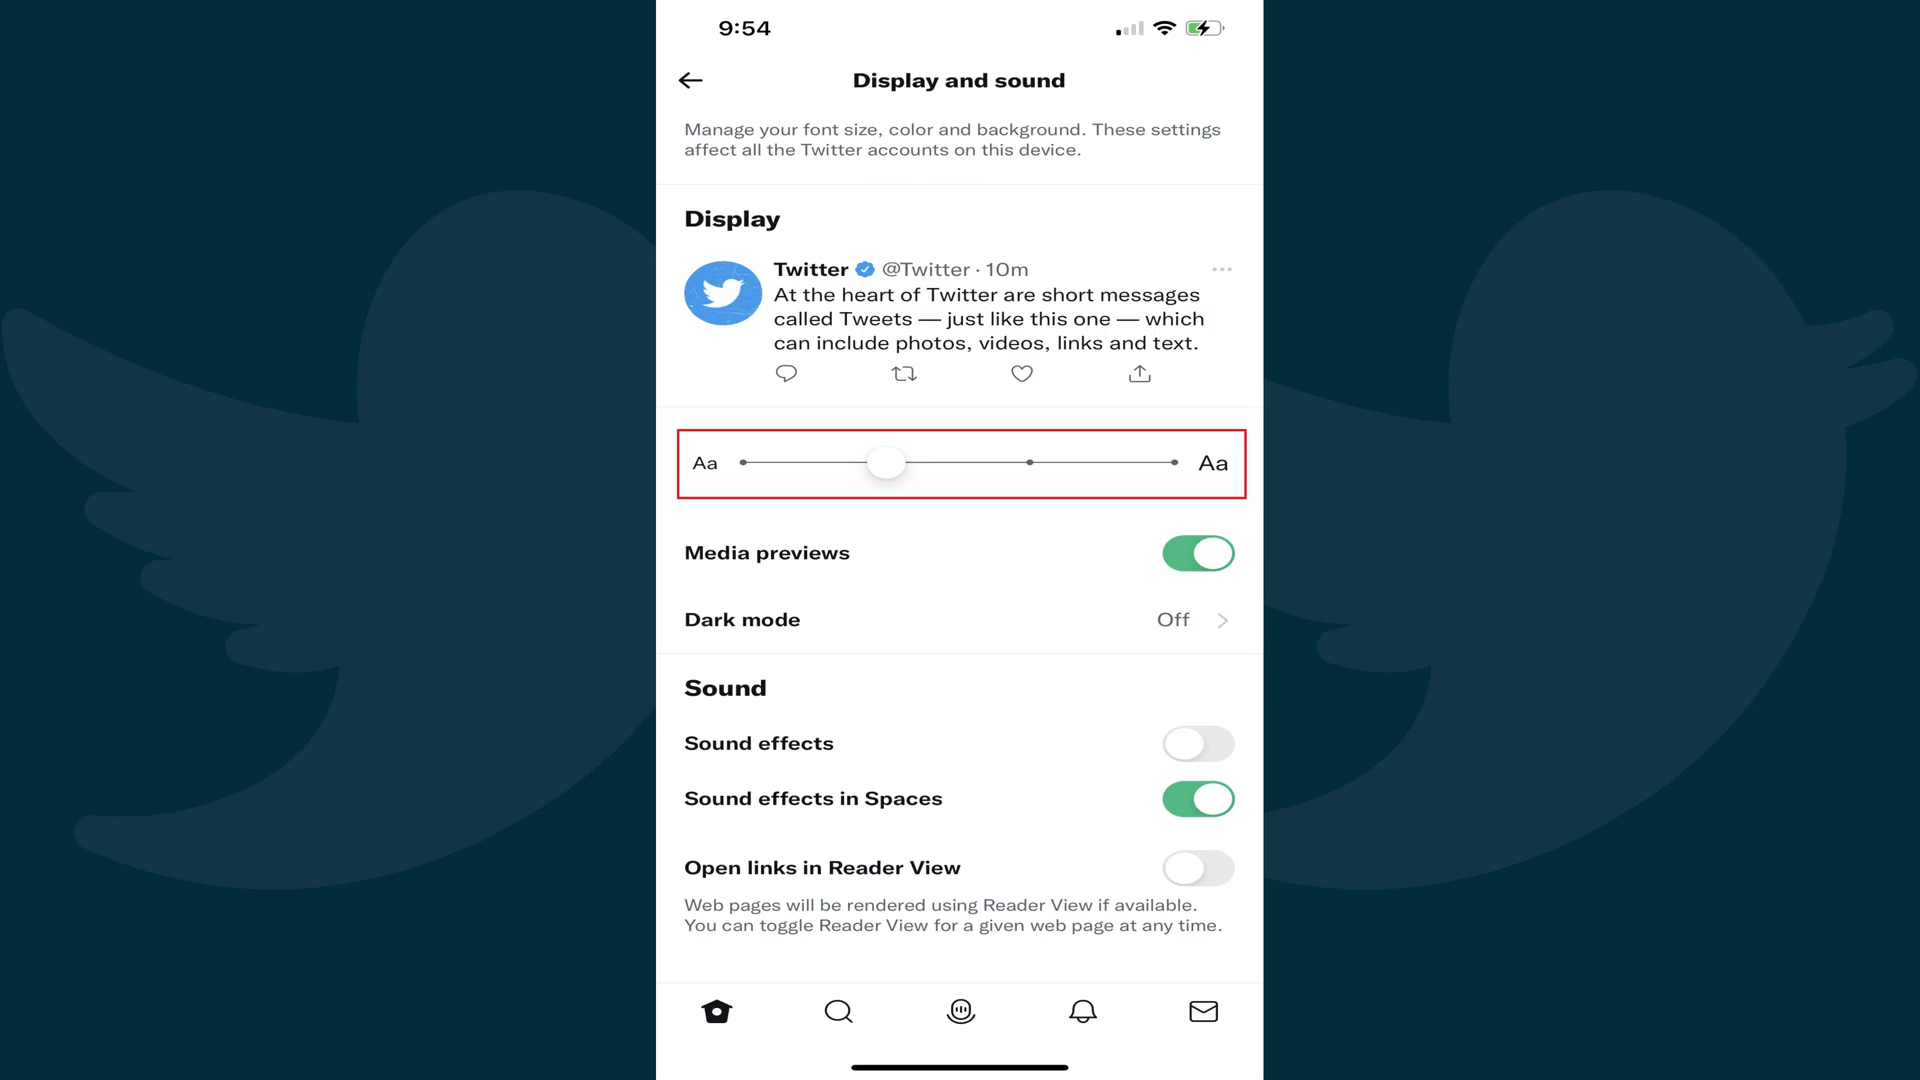 9:54
Display and sound
Manage your font size, color and background. These settings
affect all the Twitter accounts on this device.
Display
Twitter @Twitter · 10m
At the heart of Twitter are short messages
called Tweets — just like this one — which
can include photos, videos, links and text.
Aa Aa
Media previews
Dark mode Off
Sound
Sound effects
Sound effects in Spaces
Open links in Reader View
Web pages will be rendered using Reader View if available.
You can toggle Reader View for a given web page at any time.